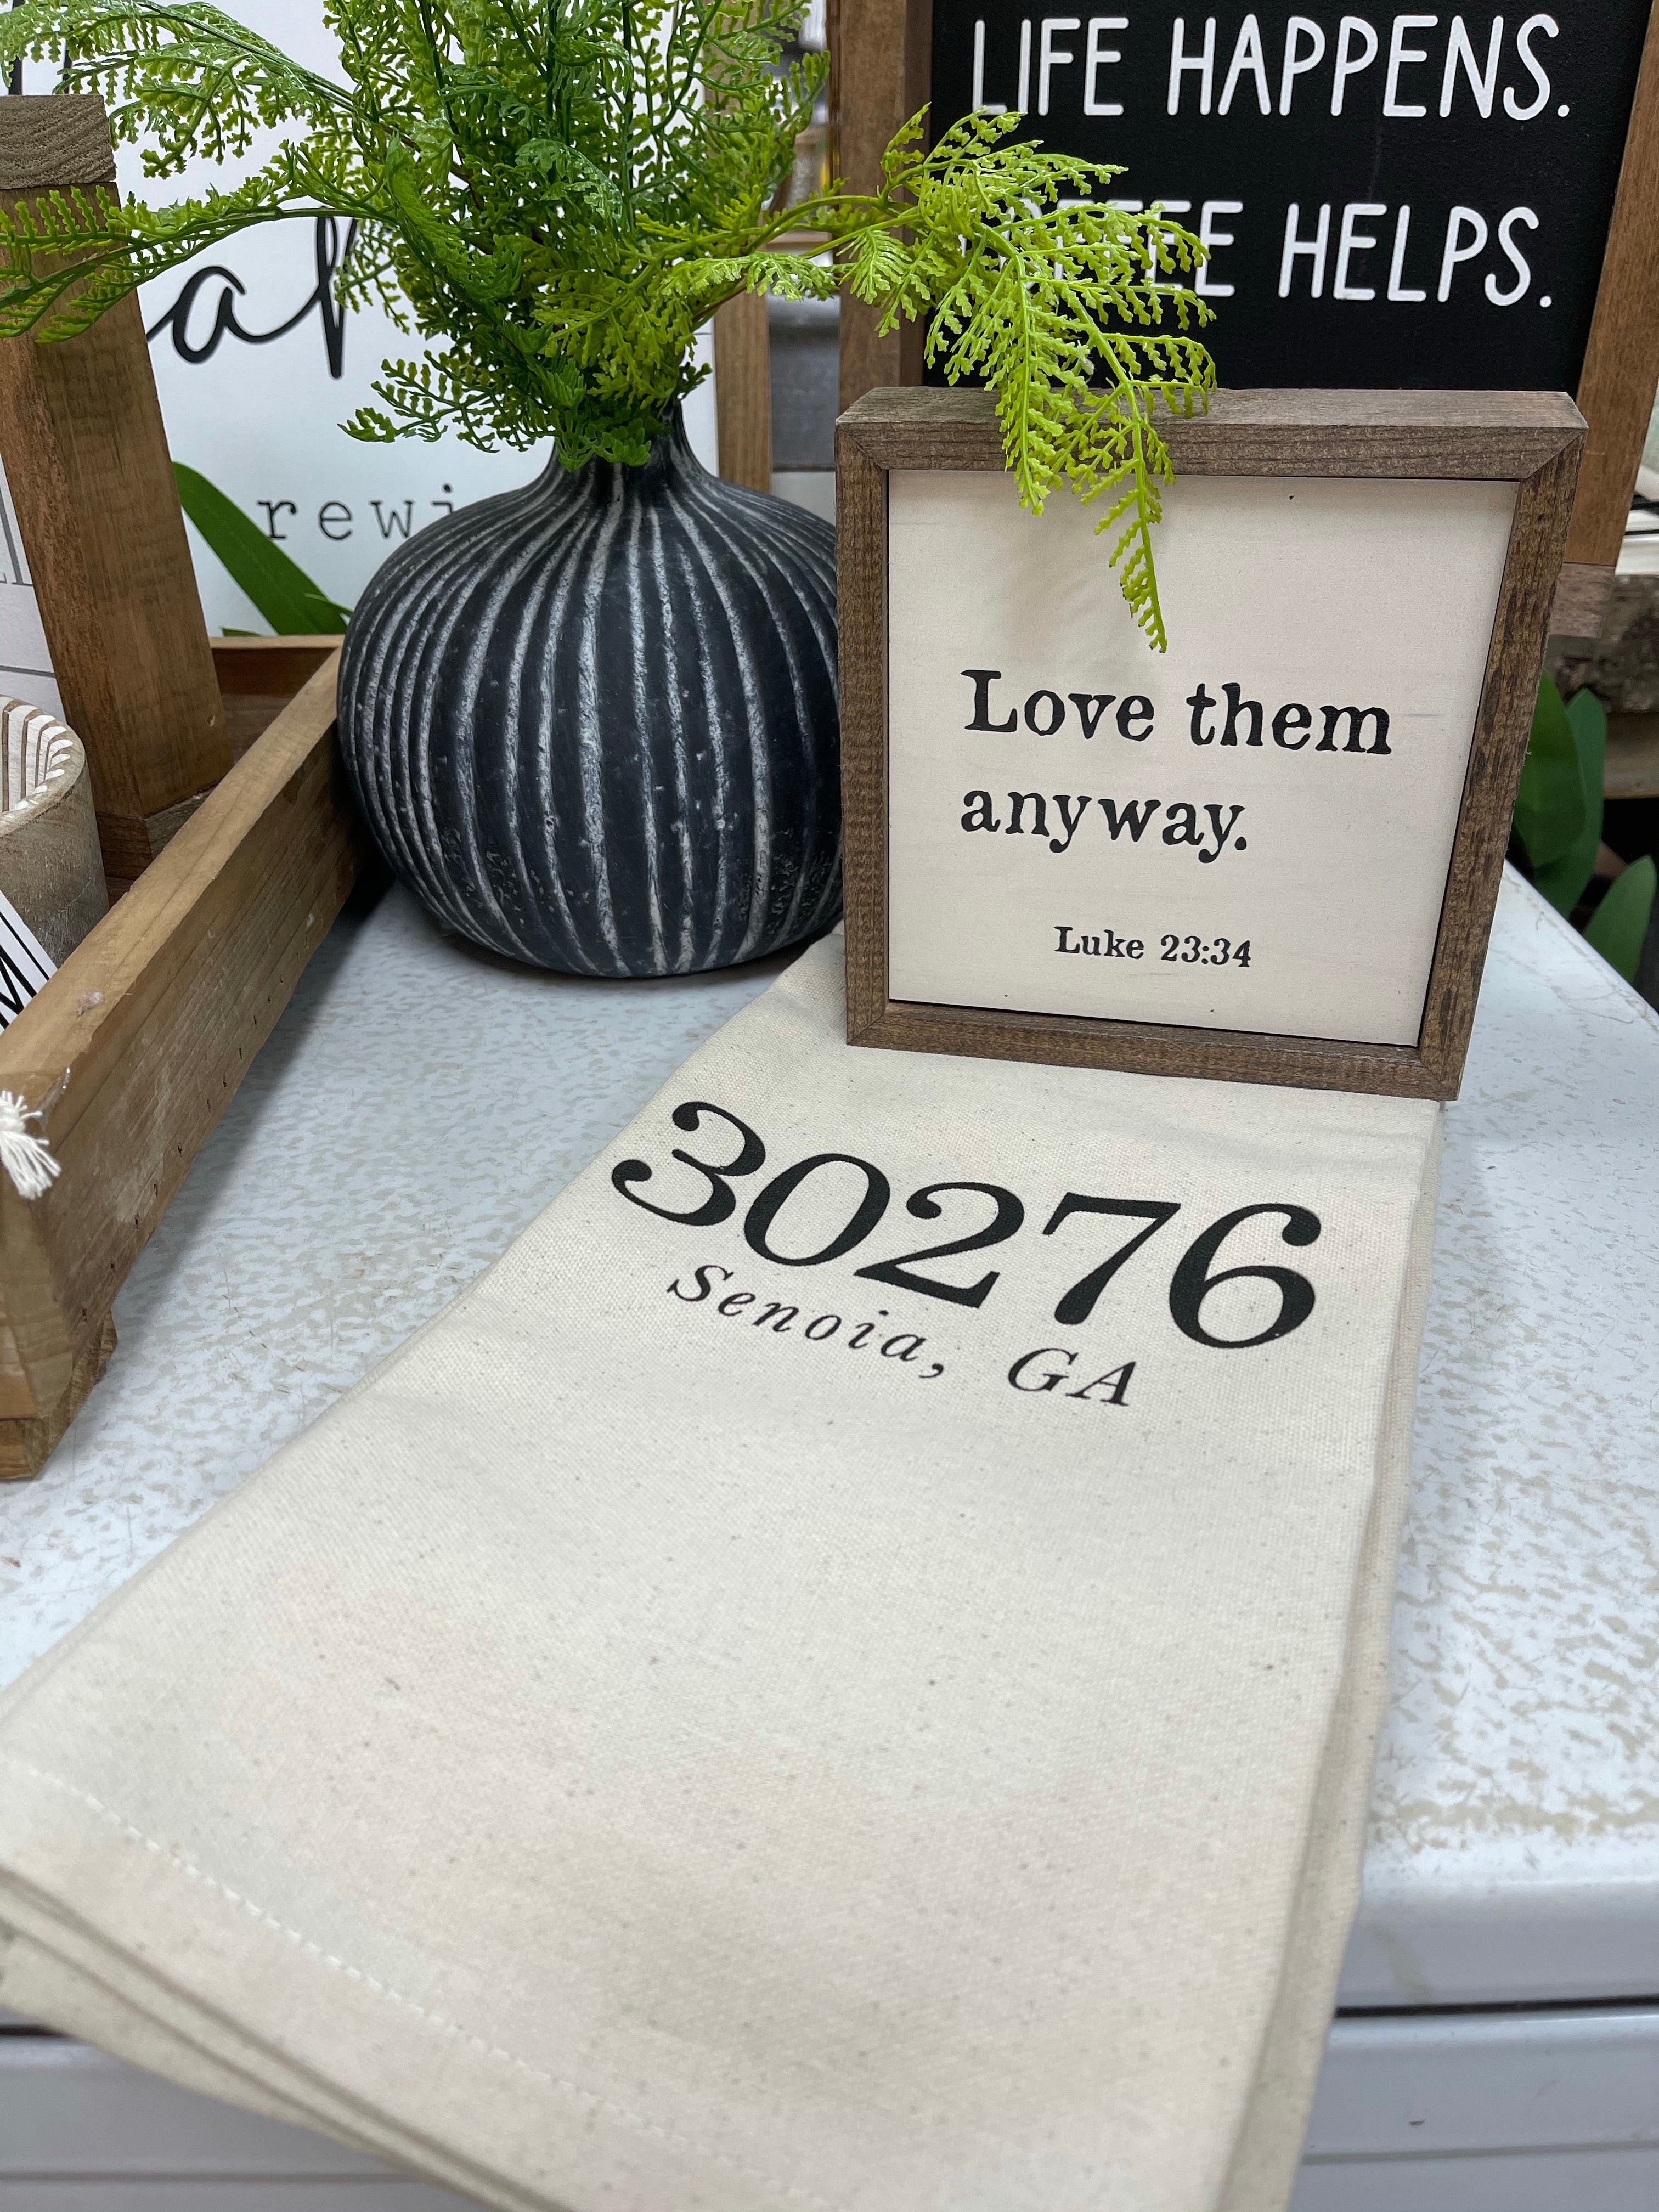 LIFE HAPPENS.
HELPS.
Love them
anyway.
Luke 23:34
30276
Senoia, GA